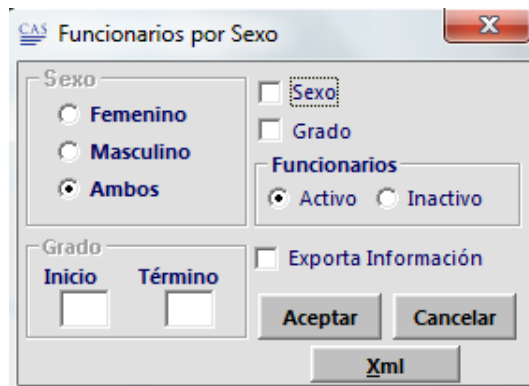 CAS Funcionarios por Sexo
X
Sexo
Femenino
Masculino
Ambos
Sexo
Grado
Funcionarios
Activo Inactivo
Grado
Inicio Término
Exporta Información
Aceptar Cancelar
Xml